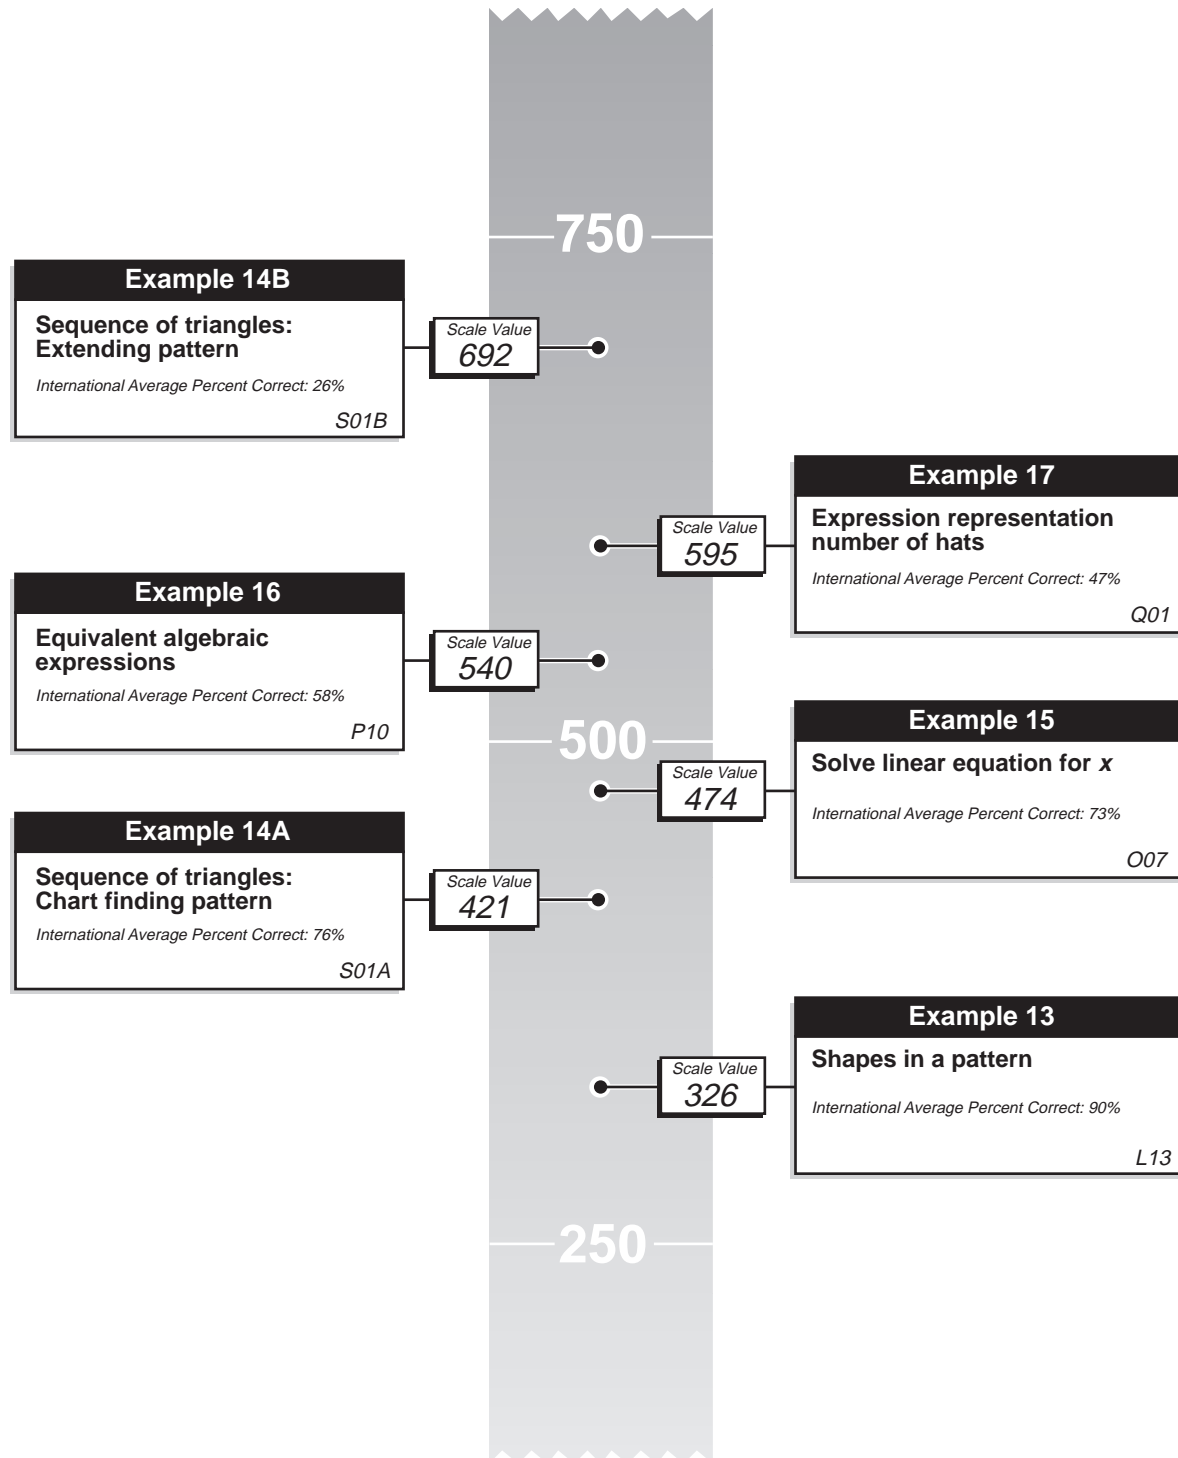 750
Example 14B
Sequence of triangles:
Extending pattern
International Average Percent Correct: 26%
S01B
Scale Value
692
Example 17
Expression representation
number of hats
International Average Percent Correct: 47%
Q01
Scale Value
595
Example 16
Equivalent algebraic
expressions
International Average Percent Correct: 58%
P10
Scale Value
540
500
Example 15
Solve linear equation for x
International Average Percent Correct: 73%
O07
Scale Value
474
Example 14A
Sequence of triangles:
Chart finding pattern
International Average Percent Correct: 76%
S01A
Scale Value
421
Example 13
Shapes in a pattern
International Average Percent Correct: 90%
L13
Scale Value
326
250